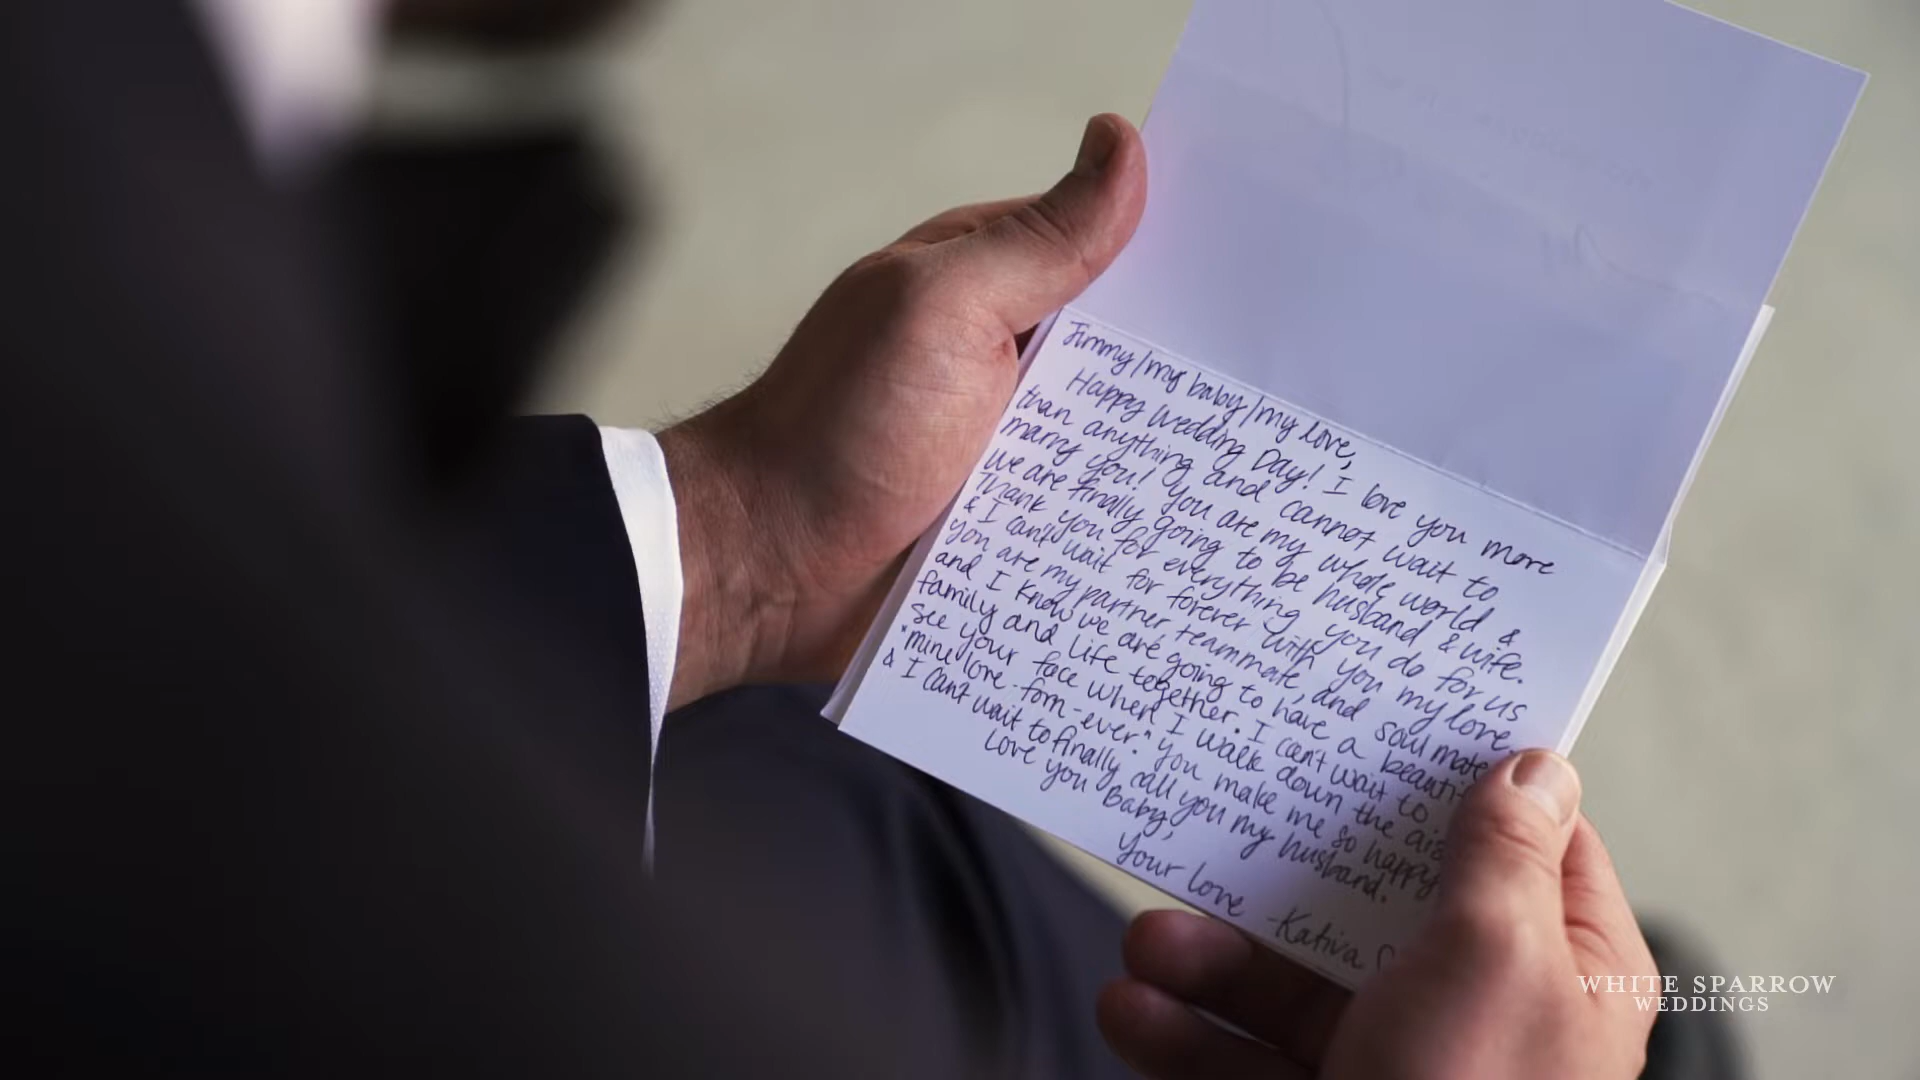 Jimmy/my baby/my love,
Happy Wedding Day! I love you more
than anything and cannot wait to
marry you! You are my whole world &
we are finally going to be husband & wife.
Thank you for everything you do for us
& I can't wait for forever with you my love.
you are my partner, teammate, and soul mate
and I know we are going to have a beautif
family and life together. I can't wait to
see your face when I walk down the ais
"mine love-forn-ever." You make me so happy
& I can't wait to finally call you my husband.
Love you Baby,
Your love -Kativa
WHITE SPARROW
WEDDINGS